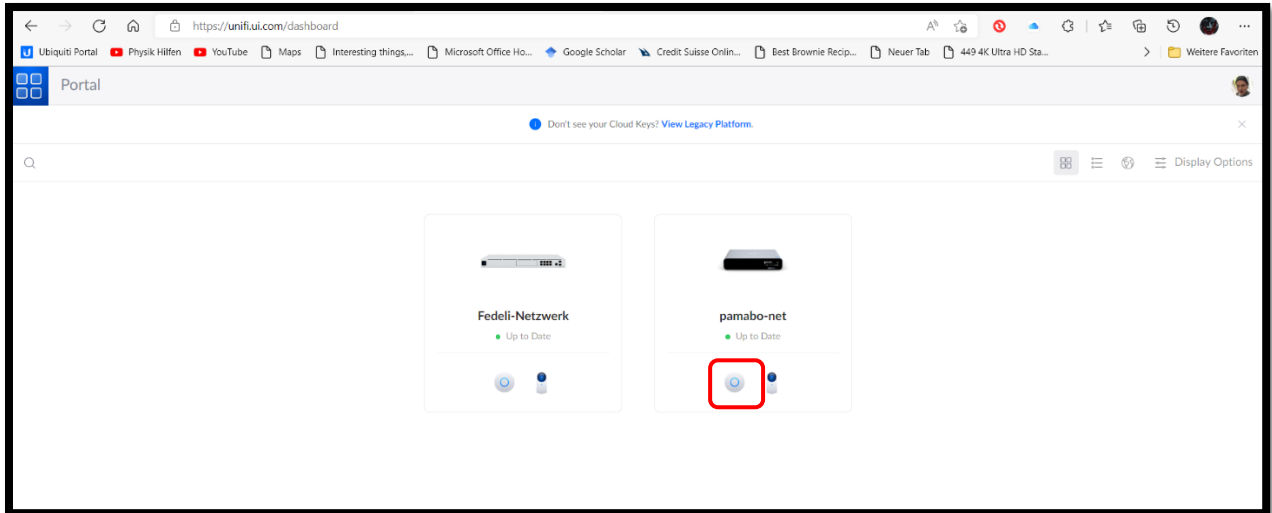 https://unifi.ui.com/dashboard
Ubiquiti Portal Physik Hilfen YouTube Maps Interesting things,... Microsoft Office Ho... Google Scholar Credit Suisse Onlin... Best Brownie Recip... Neuer Tab 449 4K Ultra HD Sta... Weitere Favoriten
Portal
Don't see your Cloud Keys? View Legacy Platform.
Display Options
Fedeli-Netzwerk
Up to Date
pamabo-net
Up to Date